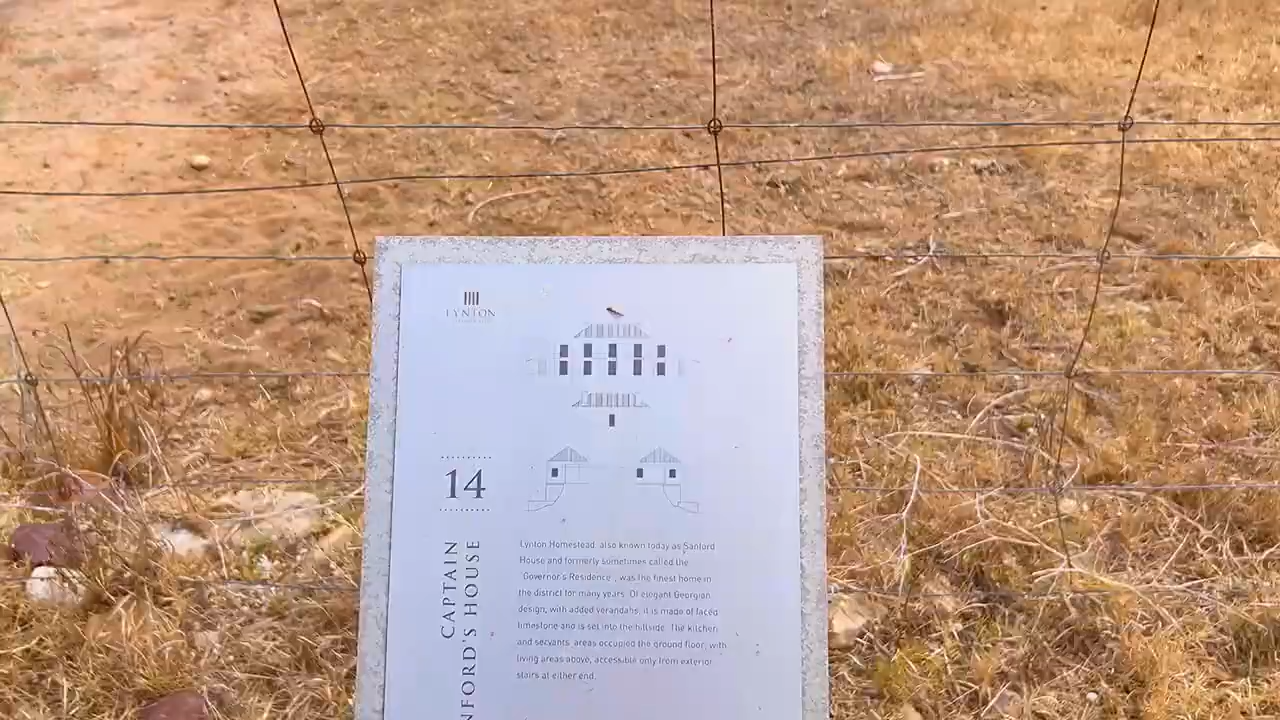 LYNTON
14
CAPTAIN
NFORD'S HOUSE
Lynton Homestead, also known today as Sanford
House and formerly sometimes called the
'Governor's Residence', was the finest home in
the district for many years. Of elegant Georgian
design, with added verandahs, it is made of faced
limestone and is set into the hillside. The kitchen
and servants' areas occupied the ground floor, with
living areas above, accessible only from exterior
stairs at either end.